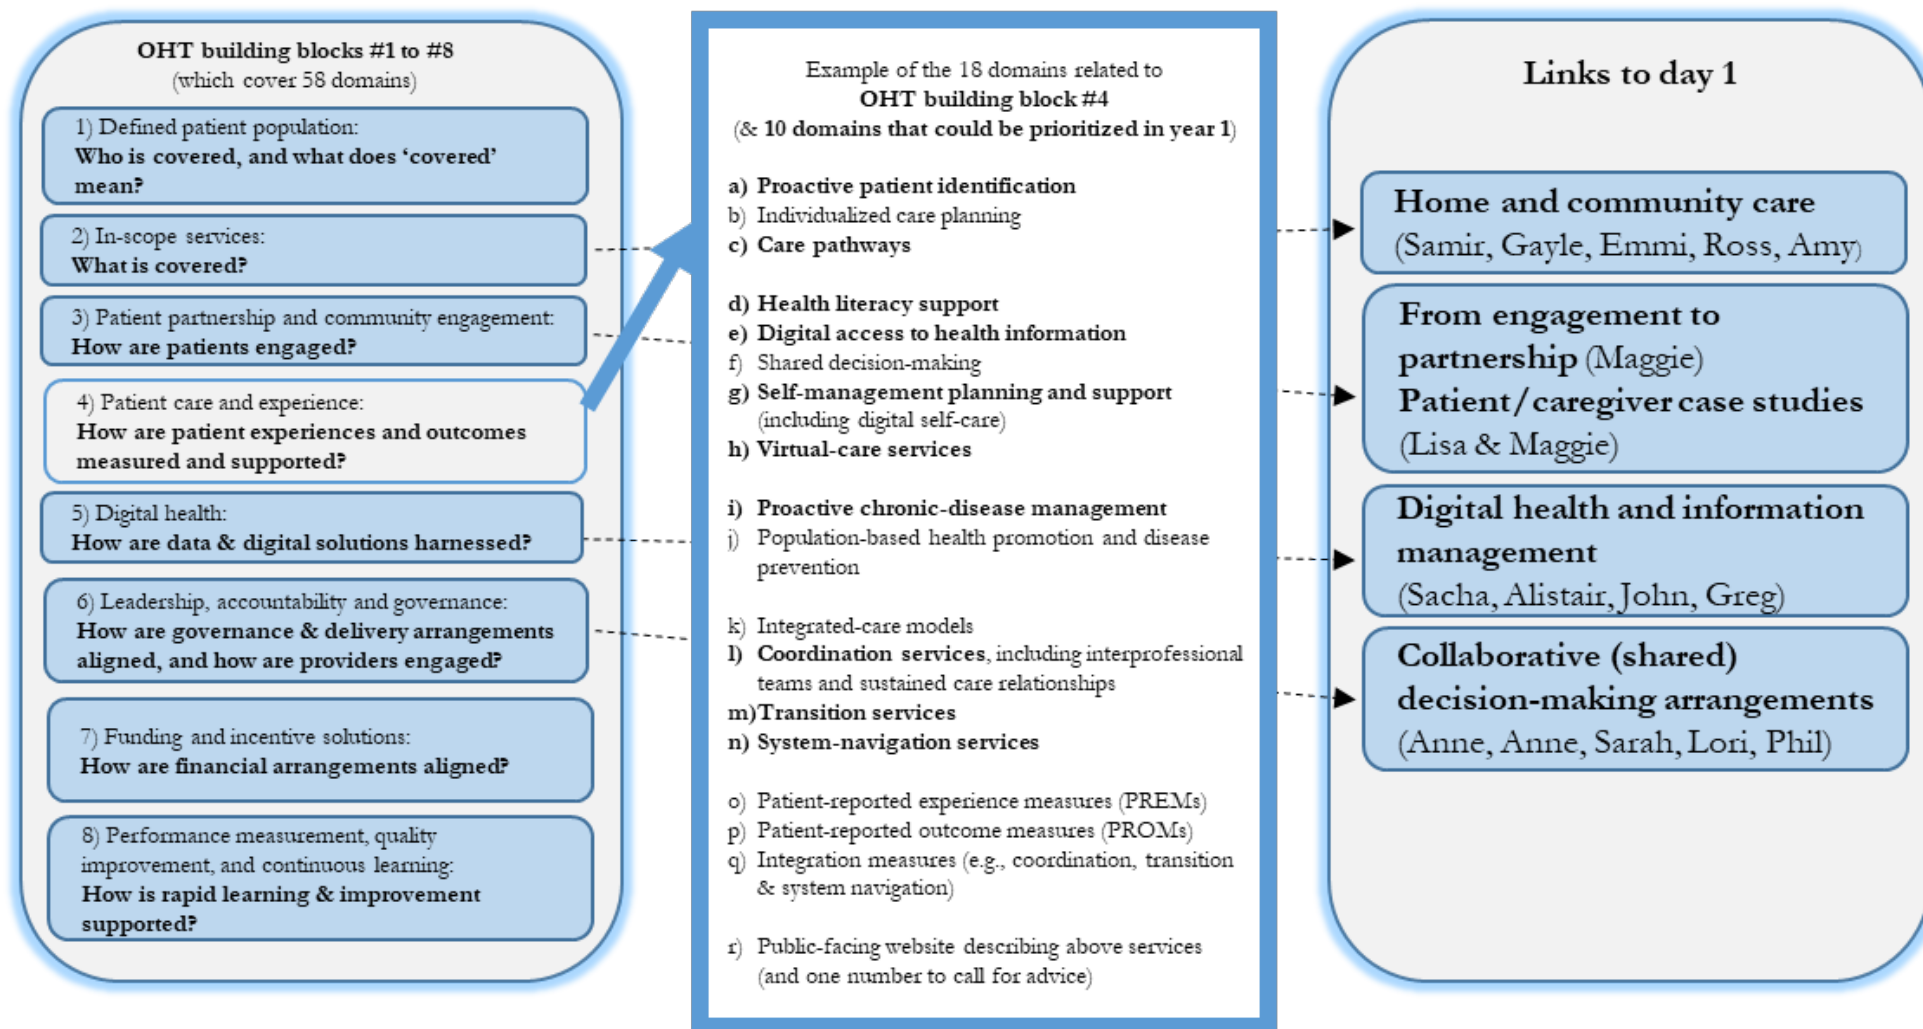 OHT building blocks #1 to #8
(which cover 58 domains)
1) Defined patient population:
Who is covered, and what does ‘covered’
mean?
2) In-scope services:
What is covered?
3) Patient partnership and community engagement:
How are patients engaged?
4) Patient care and experience:
How are patient experiences and outcomes
measured and supported?
5) Digital health:
How are data & digital solutions harnessed?
6) Leadership, accountability and governance:
How are governance & delivery arrangements
aligned, and how are providers engaged?
7) Funding and incentive solutions:
How are financial arrangements aligned?
8) Performance measurement, quality
improvement, and continuous learning:
How is rapid learning & improvement
supported?
Example of the 18 domains related to
OHT building block #4
(& 10 domains that could be prioritized in year 1)
a) Proactive patient identification
b) Individualized care planning
c) Care pathways
d) Health literacy support
e) Digital access to health information
f) Shared decision-making
g) Self-management planning and support
(including digital self-care)
h) Virtual-care services
i) Proactive chronic-disease management
j) Population-based health promotion and disease
prevention
k) Integrated-care models
l) Coordination services, including interprofessional
teams and sustained care relationships
m)Transition services
n) System-navigation services
o) Patient-reported experience measures (PREMs)
p) Patient-reported outcome measures (PROMs)
q) Integration measures (e.g., coordination, transition
& system navigation)
r) Public-facing website describing above services
(and one number to call for advice)
Links to day 1
Home and community care
(Samir, Gayle, Emmi, Ross, Amy)
From engagement to
partnership (Maggie)
Patient/caregiver case studies
(Lisa & Maggie)
Digital health and information
management
(Sacha, Alistair, John, Greg)
Collaborative (shared)
decision-making arrangements
(Anne, Anne, Sarah, Lori, Phil)